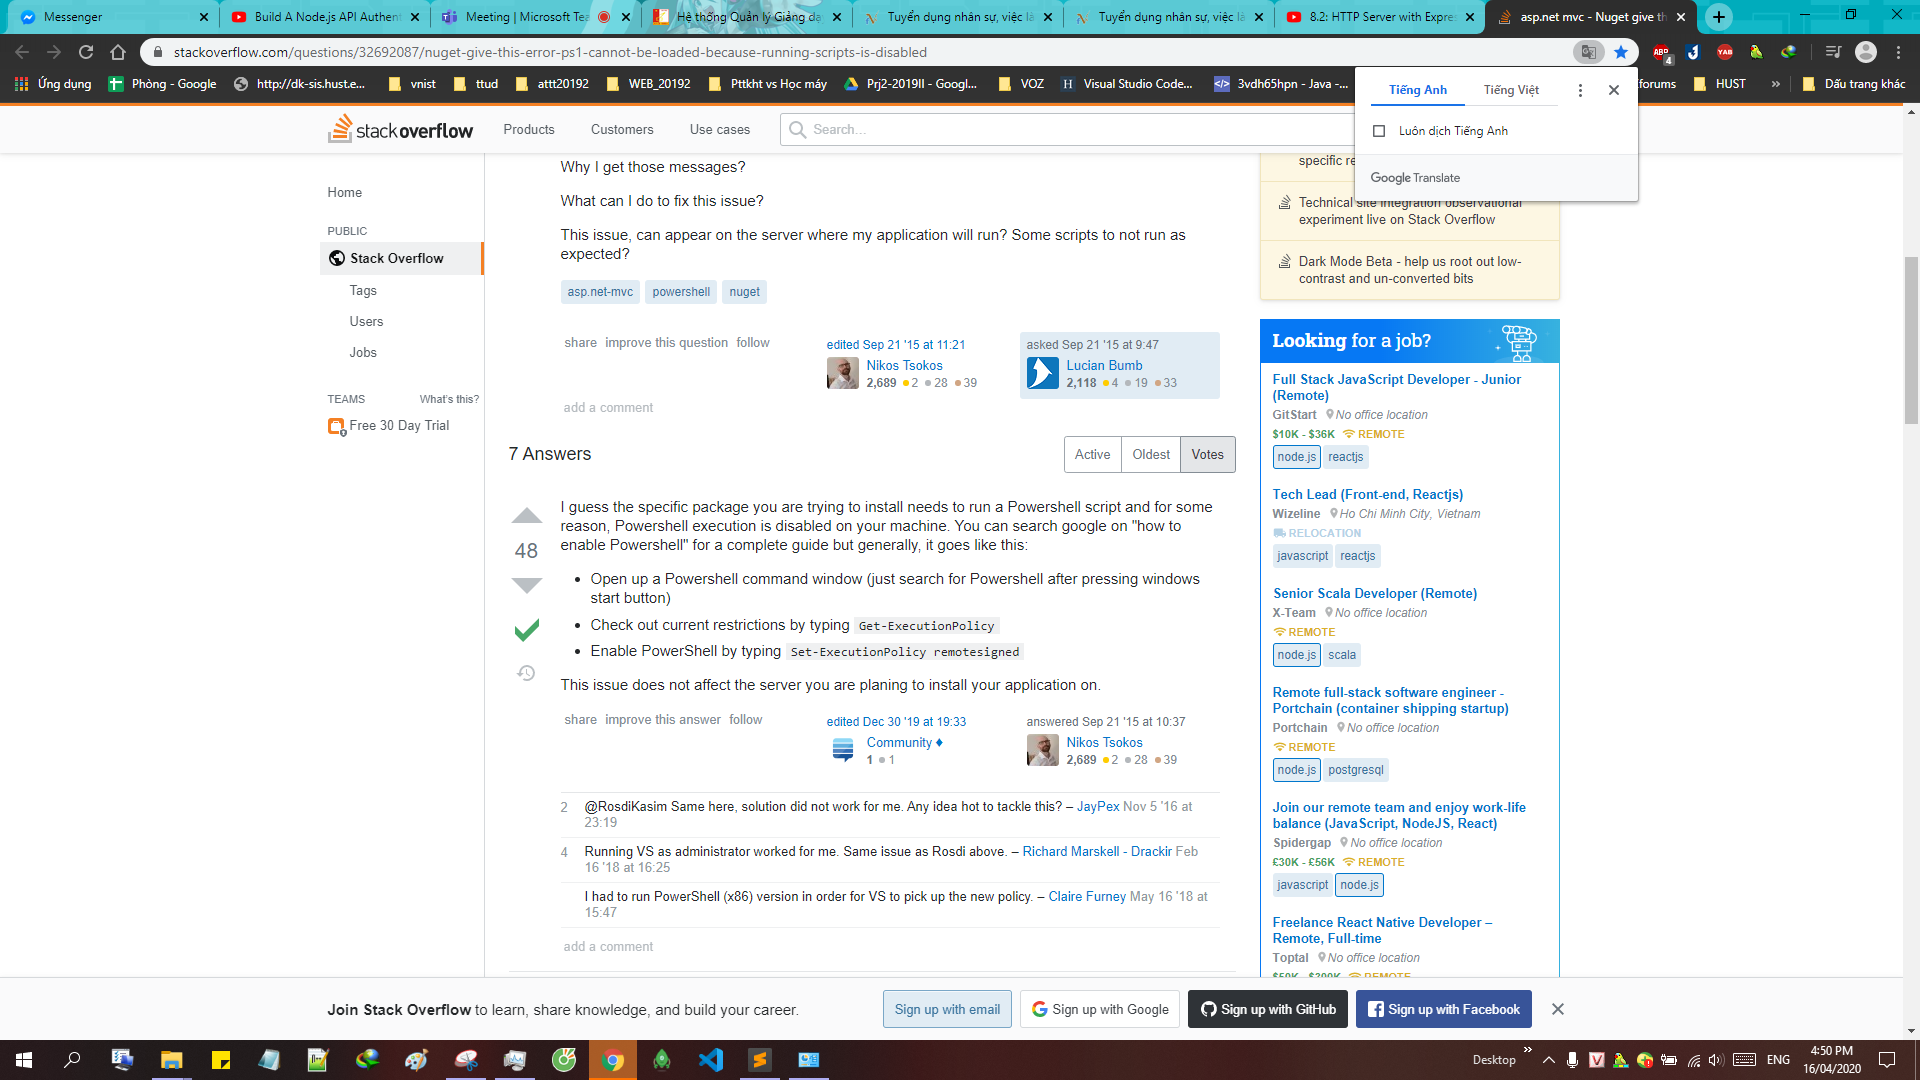 Messenger
Build A Node.js API Authent
Meeting | Microsoft Tea
Hệ thống Quản lý Giảng dạ
Tuyển dụng nhân sự, việc là
Tuyển dụng nhân sự, việc là
8.2: HTTP Server with Expre
asp.net mvc - Nuget give th
stackoverflow.com/questions/32692087/nuget-give-this-error-ps1-cannot-be-loaded-because-running-scripts-is-disabled
Ứng dụng
Phòng - Google
http://dk-sis.hust.e...
vnist
ttud
attt20192
WEB_20192
Pttkht vs Học máy
Prj2-2019II - Googl...
VOZ
Visual Studio Code...
3vdh65hpn - Java -...
forums
HUST
»
Dấu trang khác
Tiếng Anh
Tiếng Việt
Luôn dịch Tiếng Anh
Google Translate
stackoverflow
Products
Customers
Use cases
Search...
Home
PUBLIC
Stack Overflow
Tags
Users
Jobs
TEAMS
What's this?
Free 30 Day Trial
Why I get those messages?
What can I do to fix this issue?
This issue, can appear on the server where my application will run? Some scripts to not run as
expected?
asp.net-mvc
powershell
nuget
share improve this question follow
edited Sep 21 '15 at 11:21
Nikos Tsokos
2,689 ●2 ●28 ●39
asked Sep 21 '15 at 9:47
Lucian Bumb
2,118 ●4 ●19 ●33
add a comment
7 Answers
Active
Oldest
Votes
48
I guess the specific package you are trying to install needs to run a Powershell script and for some
reason, Powershell execution is disabled on your machine. You can search google on "how to
enable Powershell" for a complete guide but generally, it goes like this:
• Open up a Powershell command window (just search for Powershell after pressing windows
start button)
• Check out current restrictions by typing Get-ExecutionPolicy
• Enable PowerShell by typing Set-ExecutionPolicy remotesigned
This issue does not affect the server you are planing to install your application on.
share improve this answer follow
edited Dec 30 '19 at 19:33
Community ♦
1 ●1
answered Sep 21 '15 at 10:37
Nikos Tsokos
2,689 ●2 ●28 ●39
2 @RosdiKasim Same here, solution did not work for me. Any idea hot to tackle this? – JayPex Nov 5 '16 at
23:19
4 Running VS as administrator worked for me. Same issue as Rosdi above. – Richard Marskell - Drackir Feb
16 '18 at 16:25
I had to run PowerShell (x86) version in order for VS to pick up the new policy. – Claire Furney May 16 '18 at
15:47
add a comment
specific re
Technical site integration observational
experiment live on Stack Overflow
Dark Mode Beta - help us root out low-
contrast and un-converted bits
Looking for a job?
Full Stack JavaScript Developer - Junior
(Remote)
GitStart No office location
$10K - $36K REMOTE
node.js reactjs
Tech Lead (Front-end, Reactjs)
Wizeline Ho Chi Minh City, Vietnam
RELOCATION
javascript reactjs
Senior Scala Developer (Remote)
X-Team No office location
REMOTE
node.js scala
Remote full-stack software engineer -
Portchain (container shipping startup)
Portchain No office location
REMOTE
node.js postgresql
Join our remote team and enjoy work-life
balance (JavaScript, NodeJS, React)
Spidergap No office location
£30K - £56K REMOTE
javascript node.js
Freelance React Native Developer –
Remote, Full-time
Toptal No office location
REMOTE
Join Stack Overflow to learn, share knowledge, and build your career.
Sign up with email
Sign up with Google
Sign up with GitHub
Sign up with Facebook
Desktop
»
ENG
4:50 PM
16/04/2020